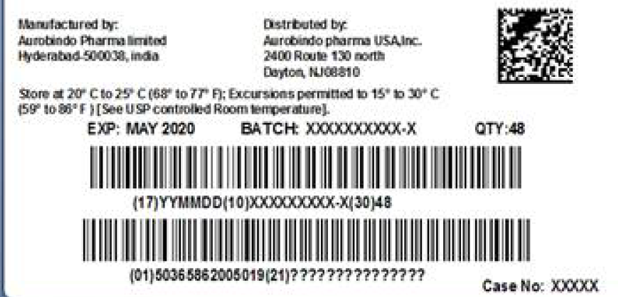 Manufactured by:
Aurobindo Pharma limited
Hyderabad-500038, india
Distributed by:
Aurobindo pharma USA,Inc.
2400 Route 130 north
Dayton, NJ08810
Store at 20° C to 25° C (68° to 77° F); Excursions permitted to 15° to 30° C
(59° to 86° F ) [See USP controlled Room temperature].
EXP: MAY 2020 BATCH: XXXXXXXXXX-X QTY:48
(17)YYMMDD(10)XXXXXXXXX-X(30)48
(01)50365862005019(21)???????????????
Case No: XXXXX